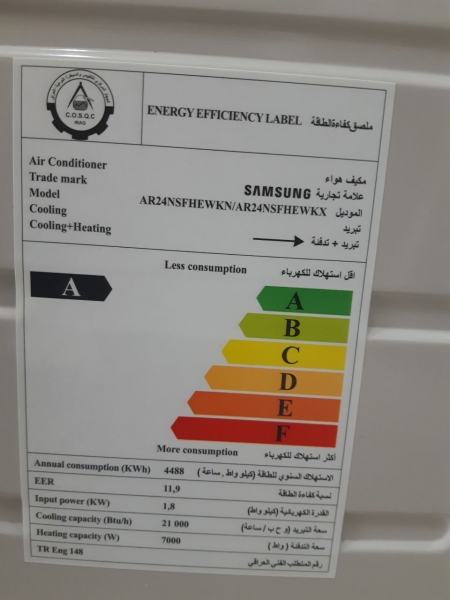 C.O.S.Q.C
IRAQ
ENERGY EFFICIENCY LABEL ملصق كفاءة الطاقة
Air Conditioner مكيف هواء
Trade mark SAMSUNG علامة تجارية
Model AR24NSFHEWKN/AR24NSFHEWKX الموديل
Cooling تبريد
Cooling+Heating تبريد + تدفئة
Less consumption اقل استهلاك للكهرباء
A
A
B
C
D
E
F
More consumption أكثر استهلاك للكهرباء
Annual consumption (KWh) 4488 الاستهلاك السنوي للطاقة (كيلو واط . ساعة)
EER 11,9 نسبة كفاءة الطاقة
Input power (KW) 1,8 القدرة الكهربائية (كيلو واط)
Cooling capacity (Btu/h) 21 000 سعة التبريد (و ح ب / ساعة)
Heating capacity (W) 7000 سعة التدفئة (واط)
TR Eng 148 رقم المتطلب الفني العراقي